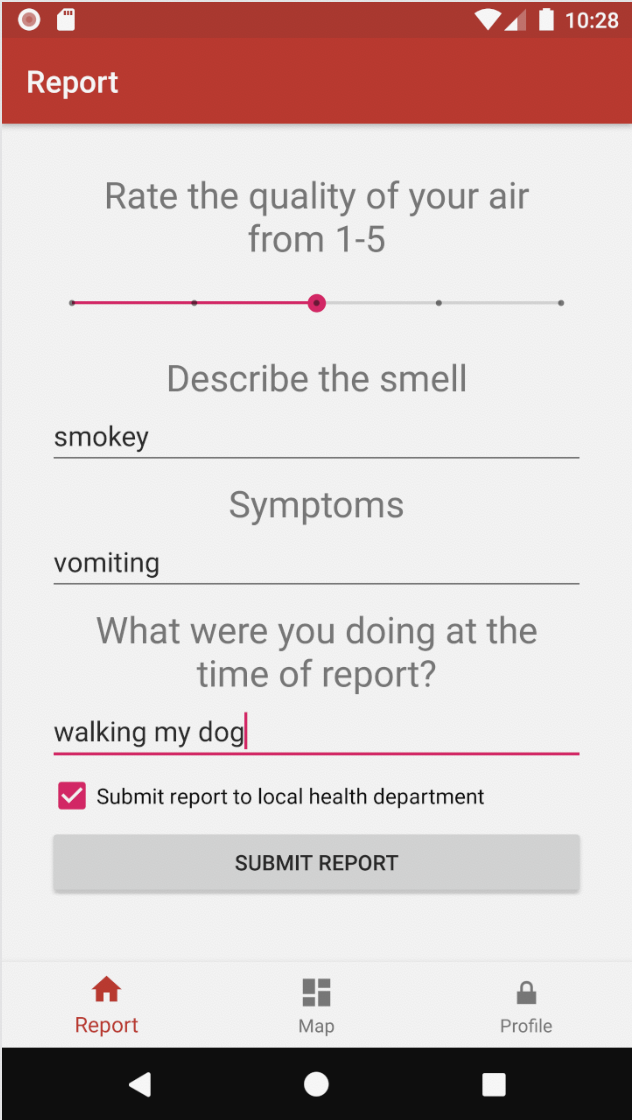 10:28
Report
Rate the quality of your air
from 1-5
Describe the smell
smokey
Symptoms
vomiting
What were you doing at the
time of report?
walking my dog
Submit report to local health department
SUBMIT REPORT
Report
Map
Profile